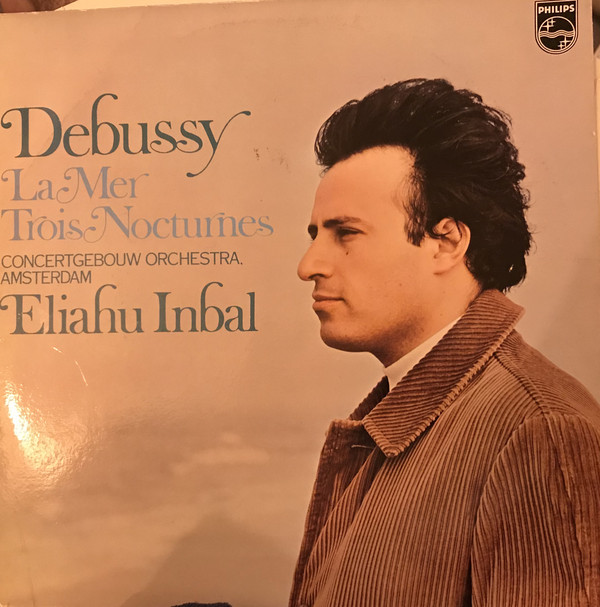 PHILIPS
Debussy
La Mer
Trois Nocturnes
CONCERTGEBOUW ORCHESTRA,
AMSTERDAM
Eliahu Inbal